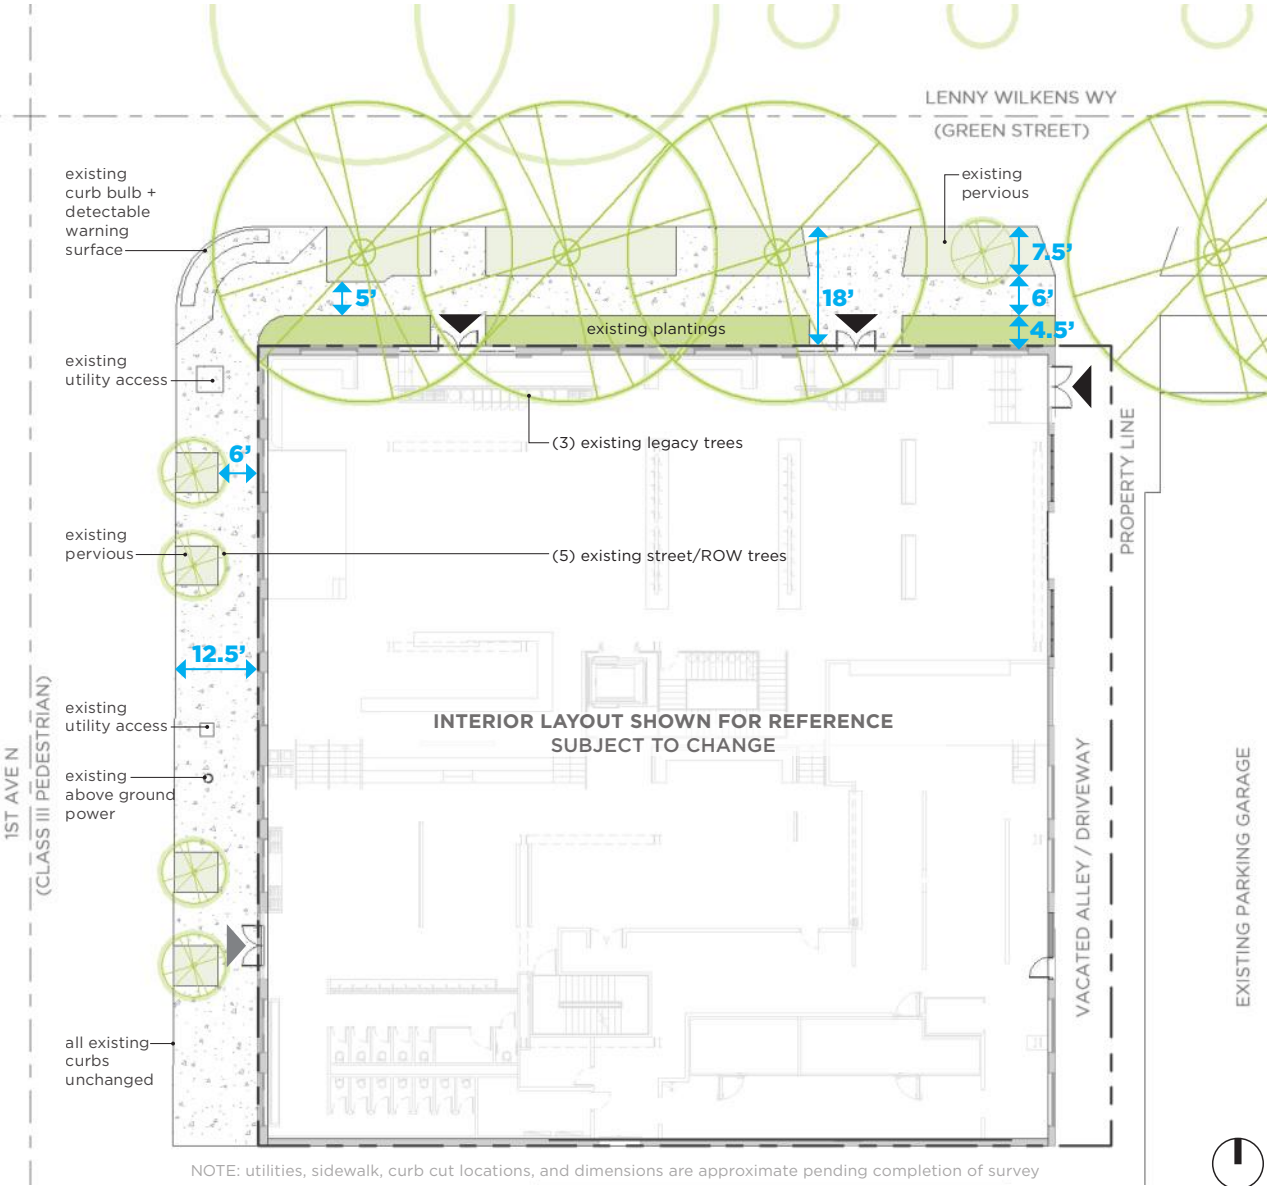 LENNY WILKENS WY
(GREEN STREET)
existing
curb bulb +
detectable
warning
surface
existing
pervious
7.5'
5'
18'
6'
existing plantings
4.5'
existing
utility access
(3) existing legacy trees
6'
PROPERTY LINE
existing
pervious
(5) existing street/ROW trees
12.5'
existing
utility access
INTERIOR LAYOUT SHOWN FOR REFERENCE
SUBJECT TO CHANGE
existing
above ground
power
1ST AVE N
(CLASS III PEDESTRIAN)
VACATED ALLEY / DRIVEWAY
EXISTING PARKING GARAGE
all existing
curbs
unchanged
NOTE: utilities, sidewalk, curb cut locations, and dimensions are approximate pending completion of survey